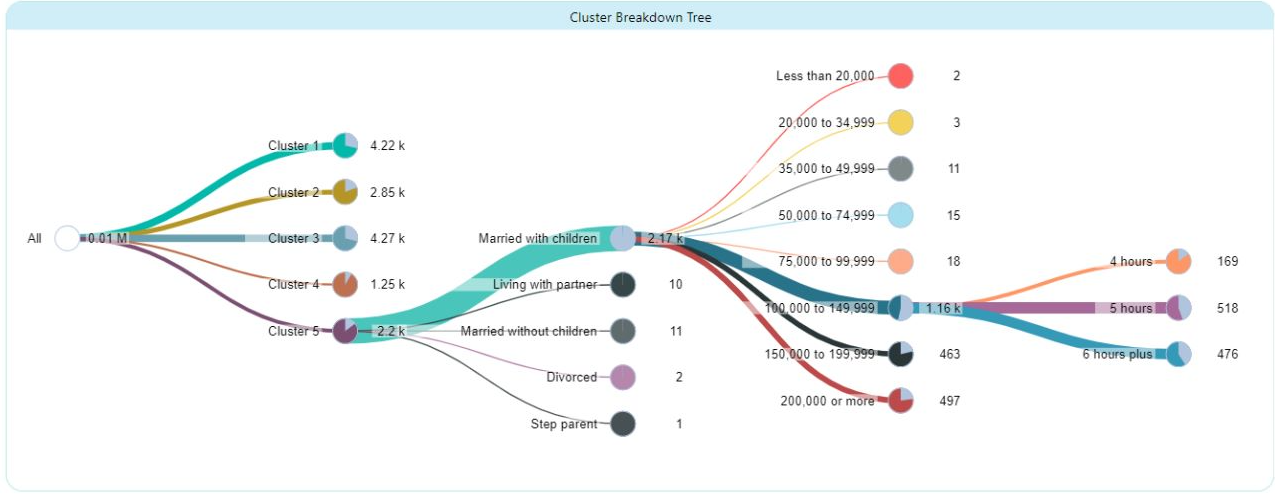 Cluster Breakdown Tree
All
0.01 M
Cluster 1
4.22 k
Cluster 2
2.85 k
Cluster 3
4.27 k
Cluster 4
1.25 k
Cluster 5
2.2 k
Married with children
2.17 k
Living with partner
10
Married without children
11
Divorced
2
Step parent
1
Less than 20,000
2
20,000 to 34,999
3
35,000 to 49,999
11
50,000 to 74,999
15
75,000 to 99,999
18
100,000 to 149,999
1.16 k
150,000 to 199,999
463
200,000 or more
497
4 hours
169
5 hours
518
6 hours plus
476